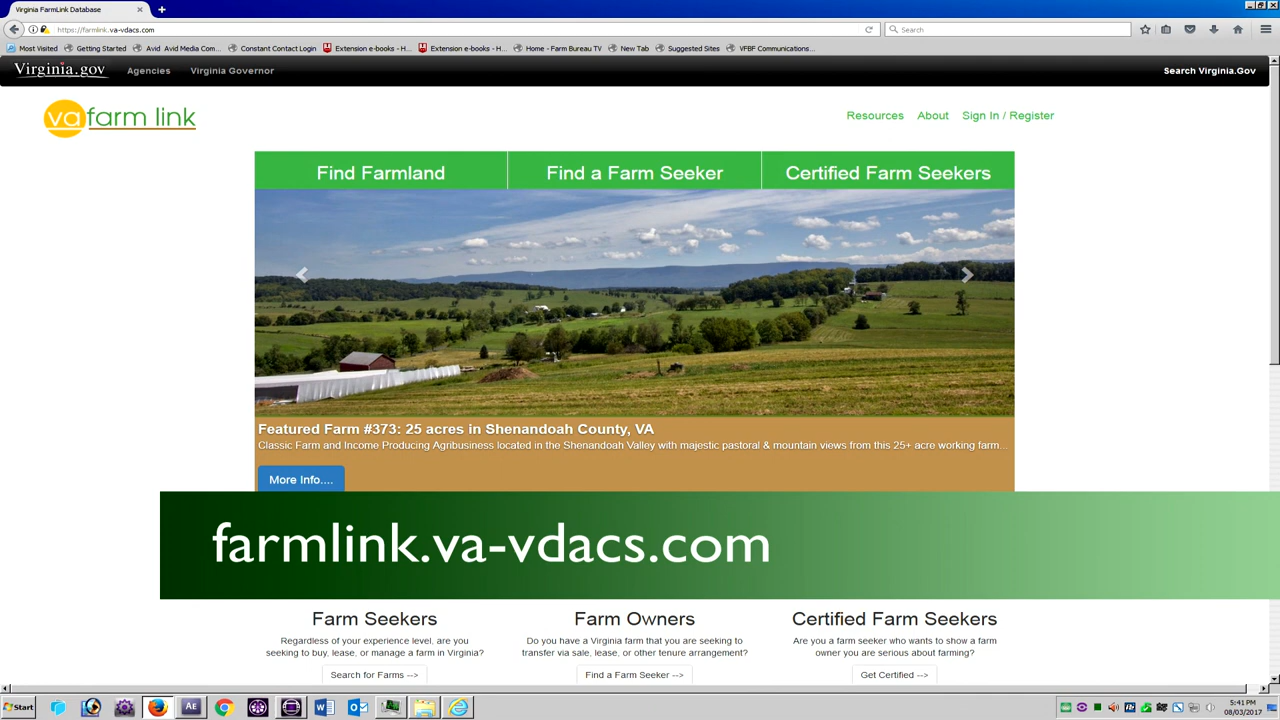 Virginia FarmLink Database
https://farmlink.va-vdacs.com
Search
Most Visited Getting Started Avid Avid Media Com... Constant Contact Login Extension e-books - H... Extension e-books - H... Home - Farm Bureau TV New Tab Suggested Sites VFBF Communications...
Virginia.gov Agencies Virginia Governor Search Virginia.Gov
va farm link
Resources About Sign In / Register
Find Farmland Find a Farm Seeker Certified Farm Seekers
Featured Farm #373: 25 acres in Shenandoah County, VA
Classic Farm and Income Producing Agribusiness located in the Shenandoah Valley with majestic pastoral & mountain views from this 25+ acre working farm...
More Info....
farmlink.va-vdacs.com
Farm Seekers Farm Owners Certified Farm Seekers
Regardless of your experience level, are you Do you have a Virginia farm that you are seeking to Are you a farm seeker who wants to show a farm
seeking to buy, lease, or manage a farm in Virginia? transfer via sale, lease, or other tenure arrangement? owner you are serious about farming?
Search for Farms --> Find a Farm Seeker --> Get Certified -->
Start
Ae
5:41 PM
08/03/2017